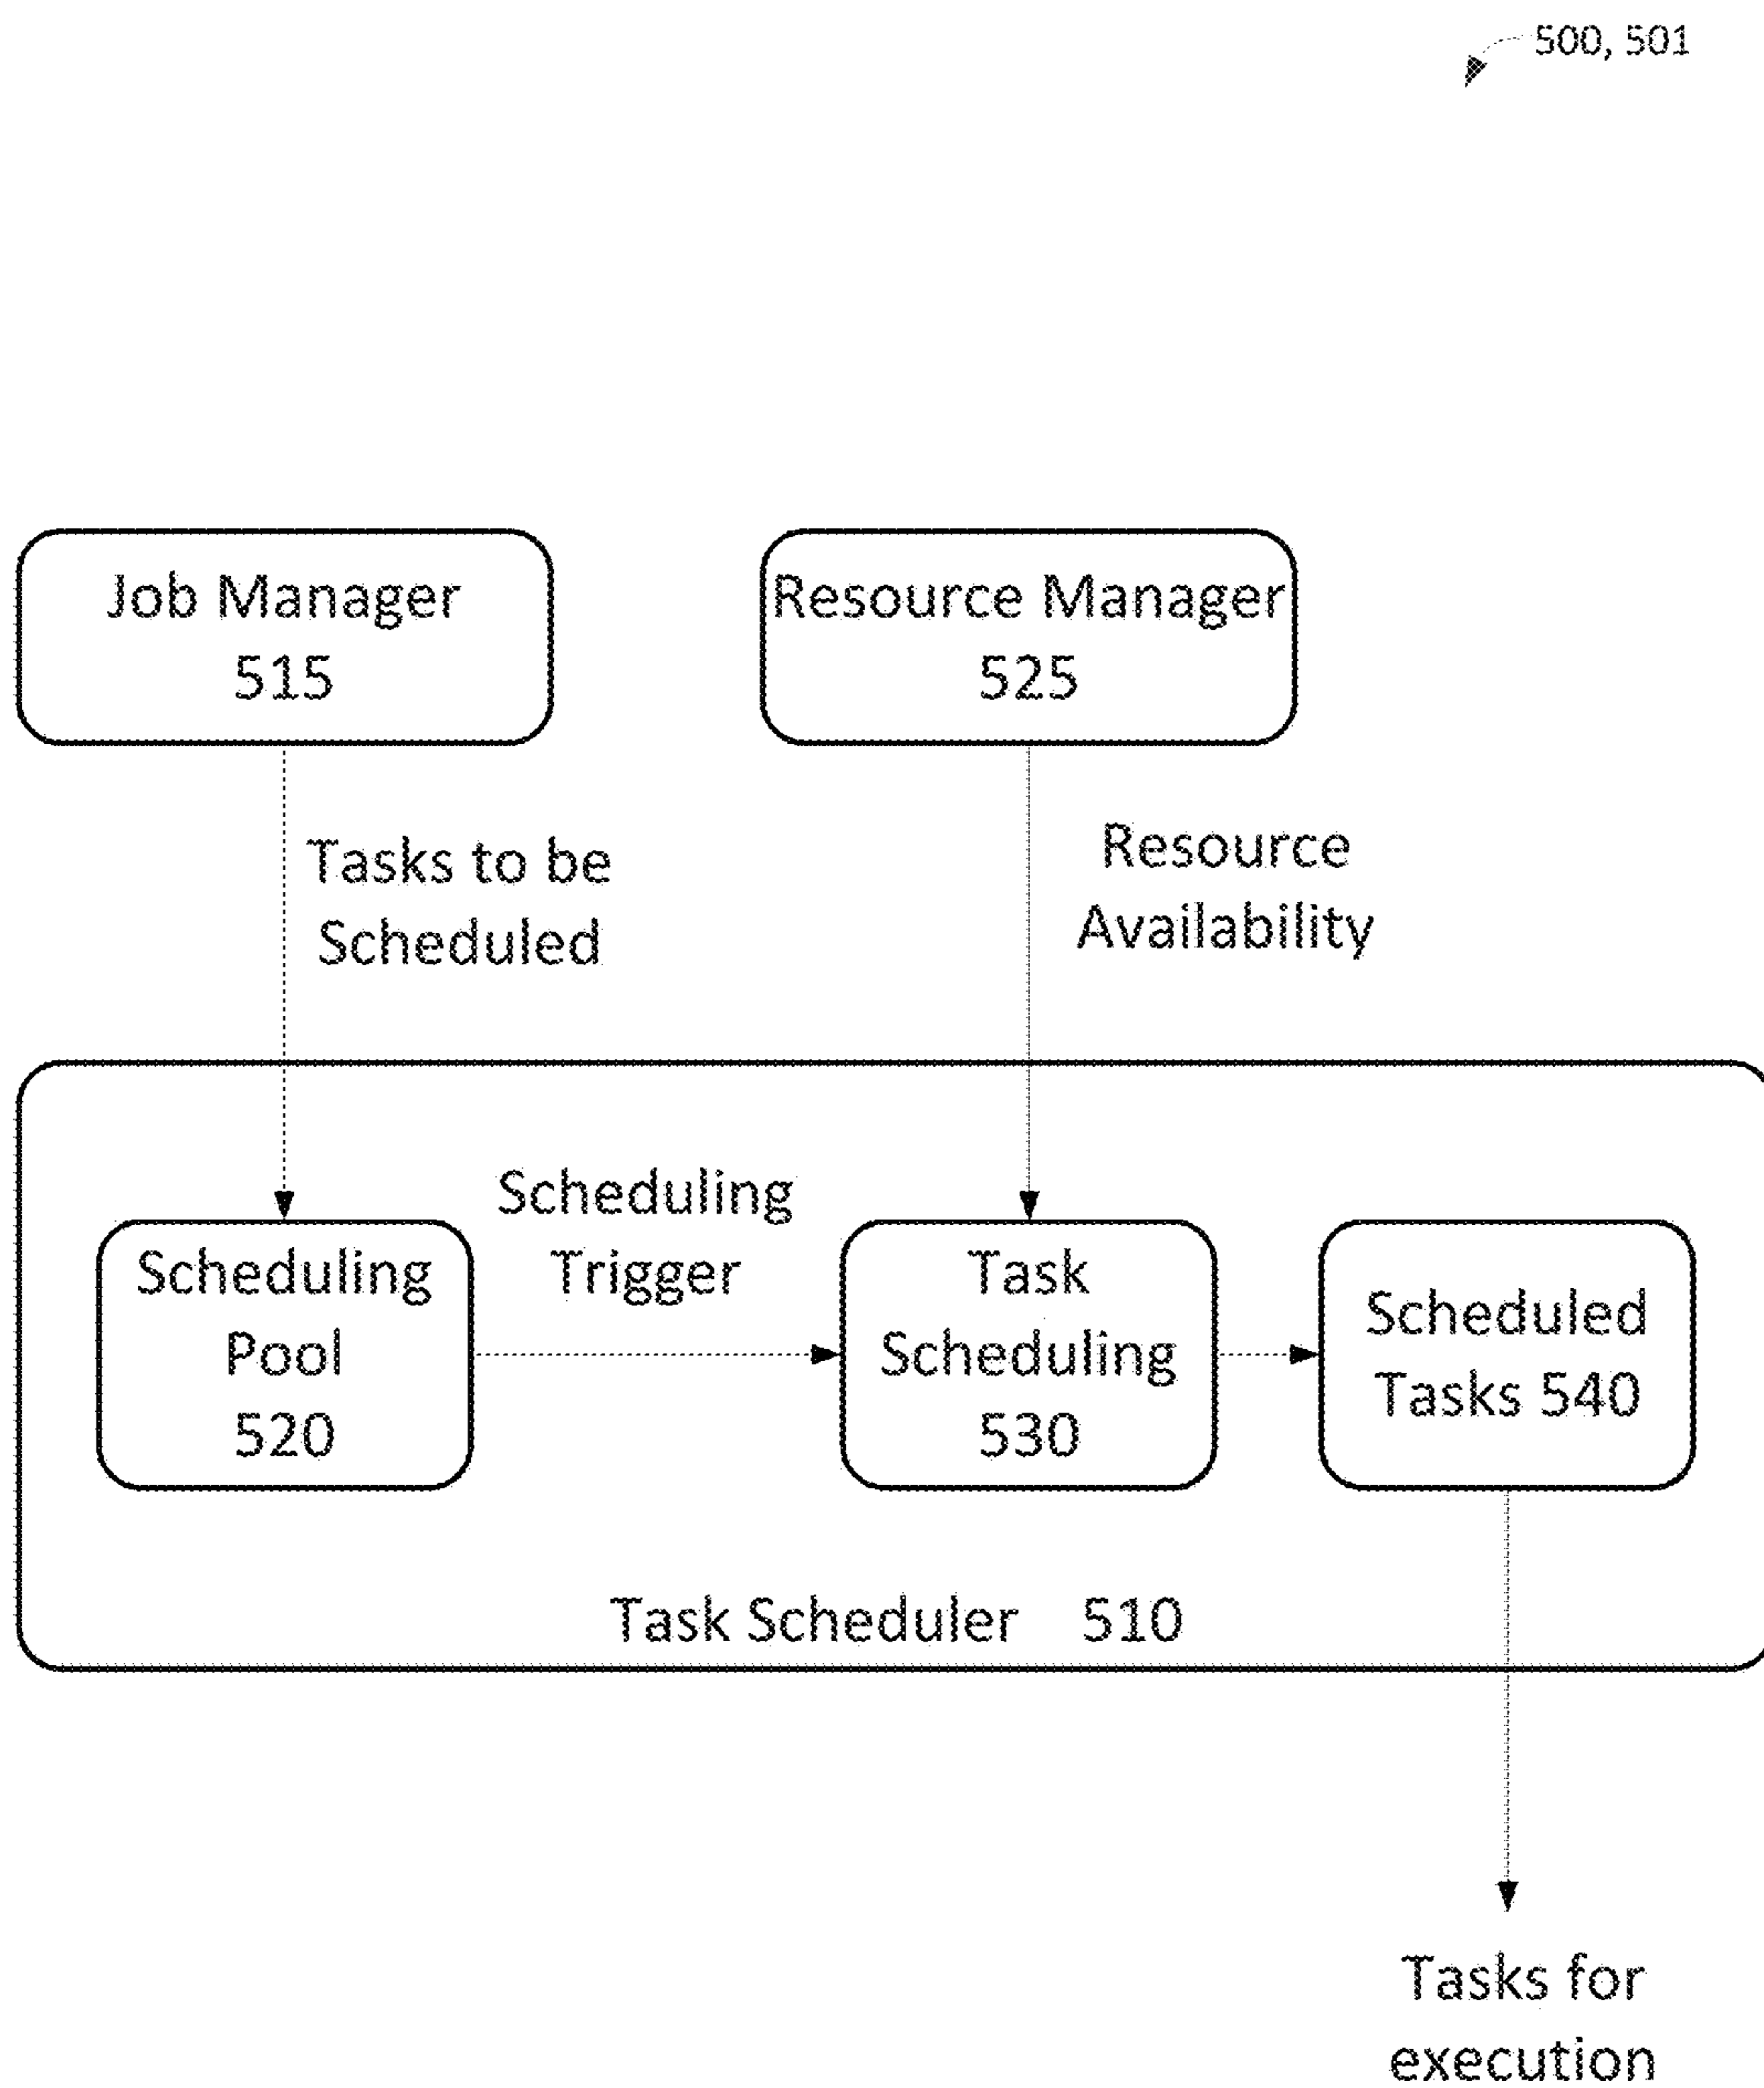 500, 501
Job Manager
515
Resource Manager
525
Tasks to be
Scheduled
Resource
Availability
Scheduling
Trigger
Scheduling
Pool
520
Task
Scheduling
530
Scheduled
Tasks 540
Task Scheduler 510
Tasks for
execution